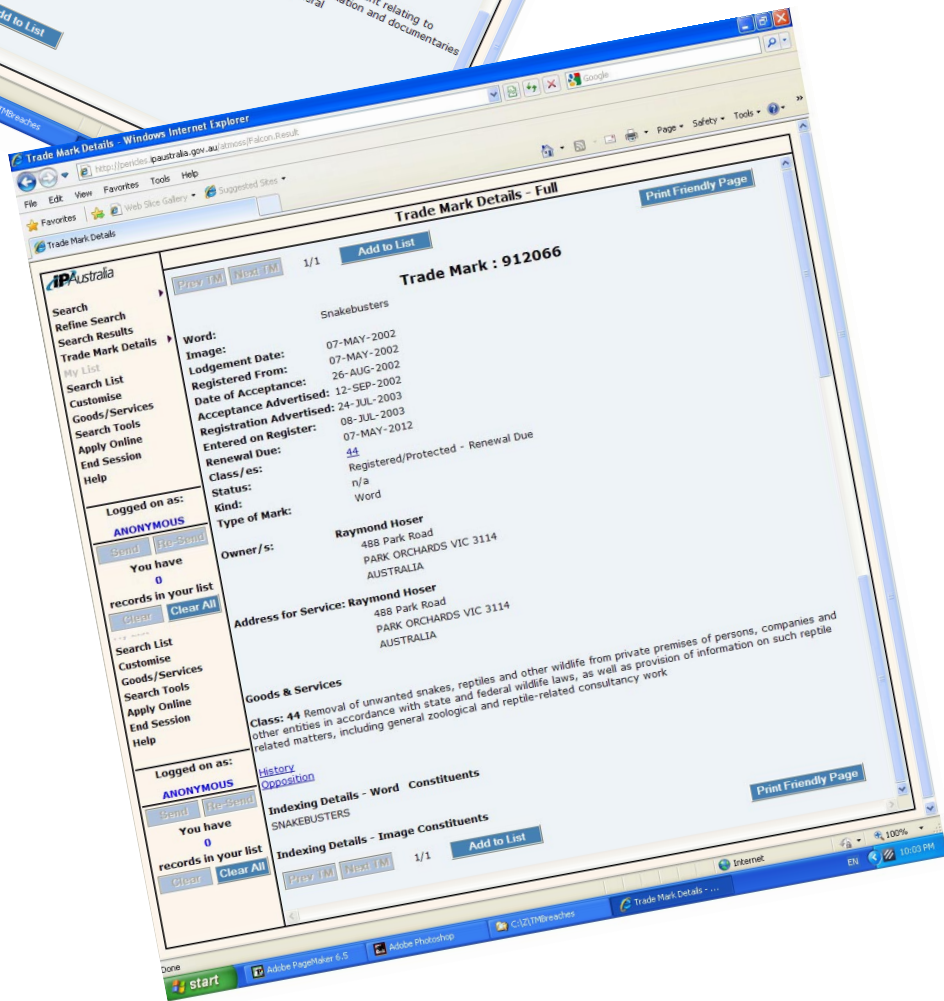 nt relating to
eral
ation and documentaries
dd to List
TMBreaches
Trade Mark Details - Windows Internet Explorer
http://pericles.ipaustralia.gov.au/atmoss/Falcon.Result
Google
File Edit View Favorites Tools Help
Favorites Web Slice Gallery Suggested Sites
Trade Mark Details
Page Safety Tools »
Trade Mark Details - Full
Print Friendly Page
Prev TM Next TM 1/1 Add to List
Trade Mark : 912066
iP Australia
Search
Refine Search
Search Results
Trade Mark Details
My List
Search List
Customise
Goods/Services
Search Tools
Apply Online
End Session
Help
Logged on as:
ANONYMOUS
Send Re-Send
You have
0
records in your list
Clear Clear All
Search List
Customise
Goods/Services
Search Tools
Apply Online
End Session
Help
Logged on as:
ANONYMOUS
Send Re-Send
You have
0
records in your list
Clear Clear All
Word: Snakebusters
Image:
Lodgement Date: 07-MAY-2002
Registered From: 07-MAY-2002
Date of Acceptance: 26-AUG-2002
Acceptance Advertised: 12-SEP-2002
Registration Advertised: 24-JUL-2003
Entered on Register: 08-JUL-2003
Renewal Due: 07-MAY-2012
Class/es: 44
Status: Registered/Protected - Renewal Due
Kind: n/a
Type of Mark: Word
Owner/s: Raymond Hoser
488 Park Road
PARK ORCHARDS VIC 3114
AUSTRALIA
Address for Service: Raymond Hoser
488 Park Road
PARK ORCHARDS VIC 3114
AUSTRALIA
Goods & Services
Class: 44 Removal of unwanted snakes, reptiles and other wildlife from private premises of persons, companies and
other entities in accordance with state and federal wildlife laws, as well as provision of information on such reptile
related matters, including general zoological and reptile-related consultancy work
History
Opposition
Indexing Details - Word Constituents
SNAKEBUSTERS
Indexing Details - Image Constituents
Print Friendly Page
Prev TM Next TM 1/1 Add to List
Done
Internet
100%
start
Adobe PageMaker 6.5
Adobe Photoshop
C:\Z\TMBreaches
Trade Mark Details - ...
EN
10:03 PM